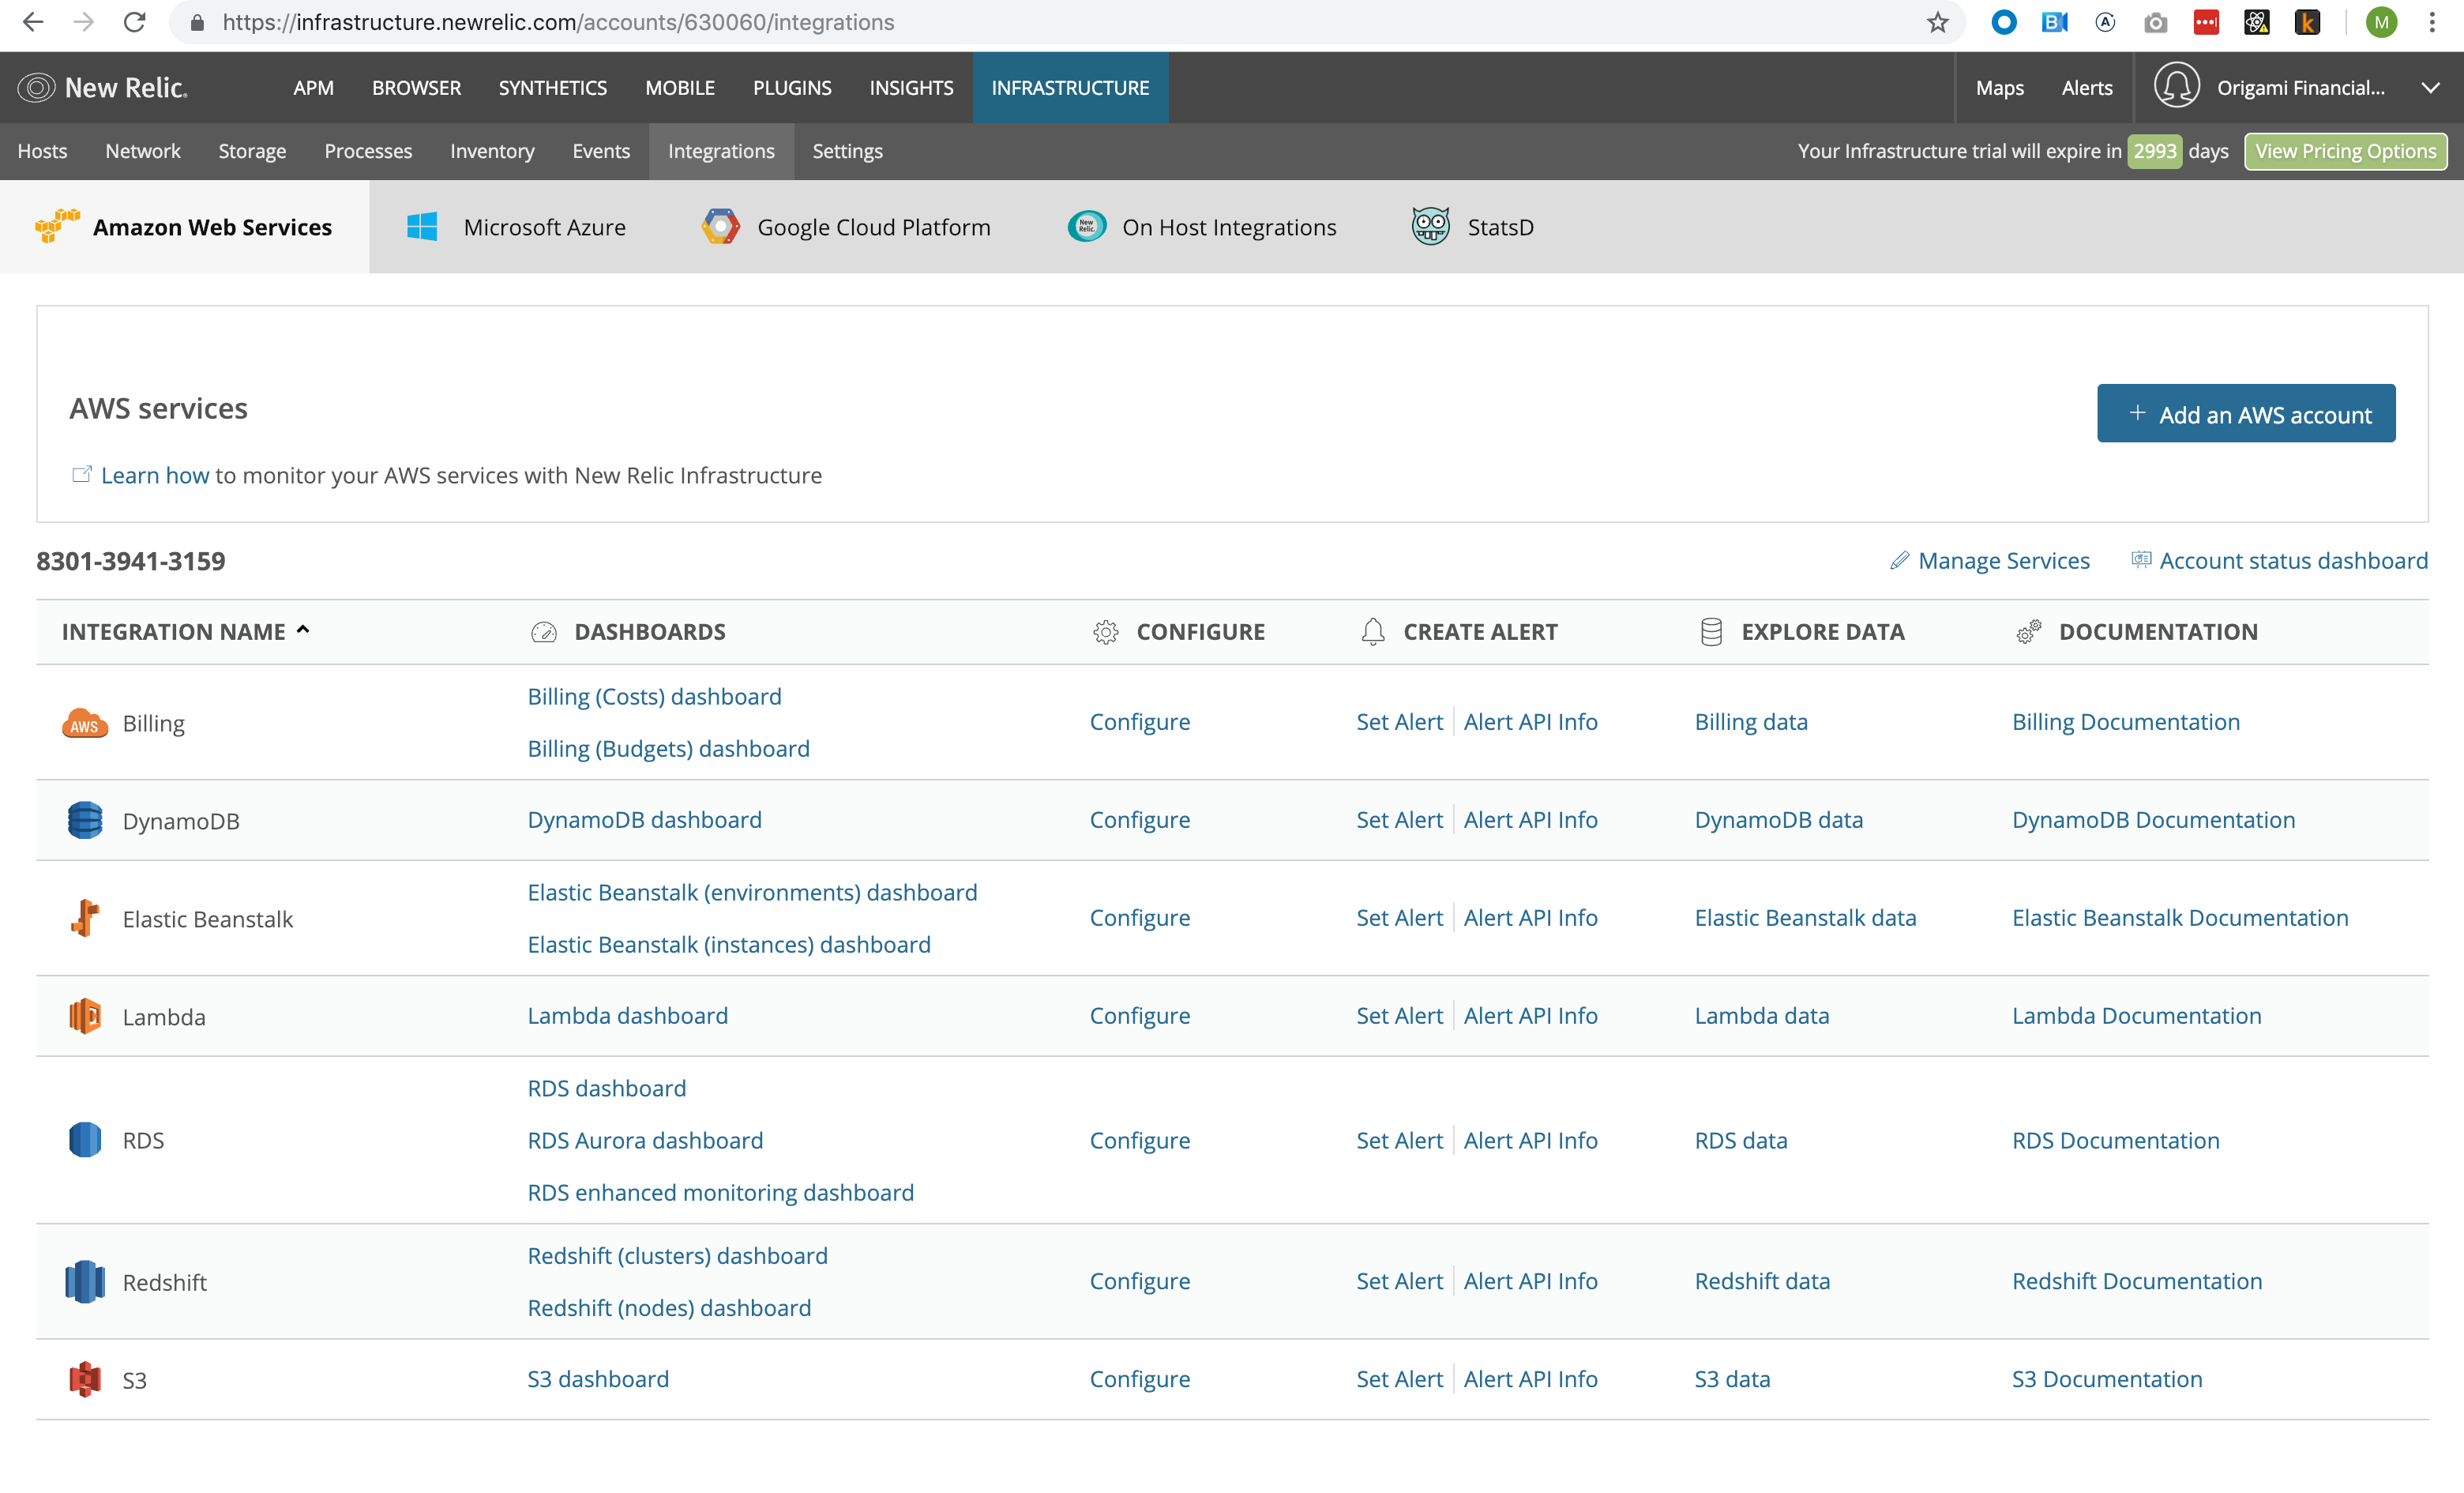 https://infrastructure.newrelic.com/accounts/630060/integrations
M
New Relic.
APM BROWSER SYNTHETICS MOBILE PLUGINS INSIGHTS INFRASTRUCTURE Maps Alerts Origami Financial...
Hosts Network Storage Processes Inventory Events Integrations Settings Your Infrastructure trial will expire in 2993 days View Pricing Options
Amazon Web Services Microsoft Azure Google Cloud Platform New Relic. On Host Integrations StatsD
AWS services
+ Add an AWS account
Learn how to monitor your AWS services with New Relic Infrastructure
8301-3941-3159 Manage Services Account status dashboard
INTEGRATION NAME DASHBOARDS CONFIGURE CREATE ALERT EXPLORE DATA DOCUMENTATION
Billing (Costs) dashboard
AWS Billing Configure Set Alert Alert API Info Billing data Billing Documentation
Billing (Budgets) dashboard
DynamoDB DynamoDB dashboard Configure Set Alert Alert API Info DynamoDB data DynamoDB Documentation
Elastic Beanstalk (environments) dashboard
Elastic Beanstalk Configure Set Alert Alert API Info Elastic Beanstalk data Elastic Beanstalk Documentation
Elastic Beanstalk (instances) dashboard
Lambda Lambda dashboard Configure Set Alert Alert API Info Lambda data Lambda Documentation
RDS dashboard
RDS RDS Aurora dashboard Configure Set Alert Alert API Info RDS data RDS Documentation
RDS enhanced monitoring dashboard
Redshift (clusters) dashboard
Redshift Configure Set Alert Alert API Info Redshift data Redshift Documentation
Redshift (nodes) dashboard
S3 S3 dashboard Configure Set Alert Alert API Info S3 data S3 Documentation